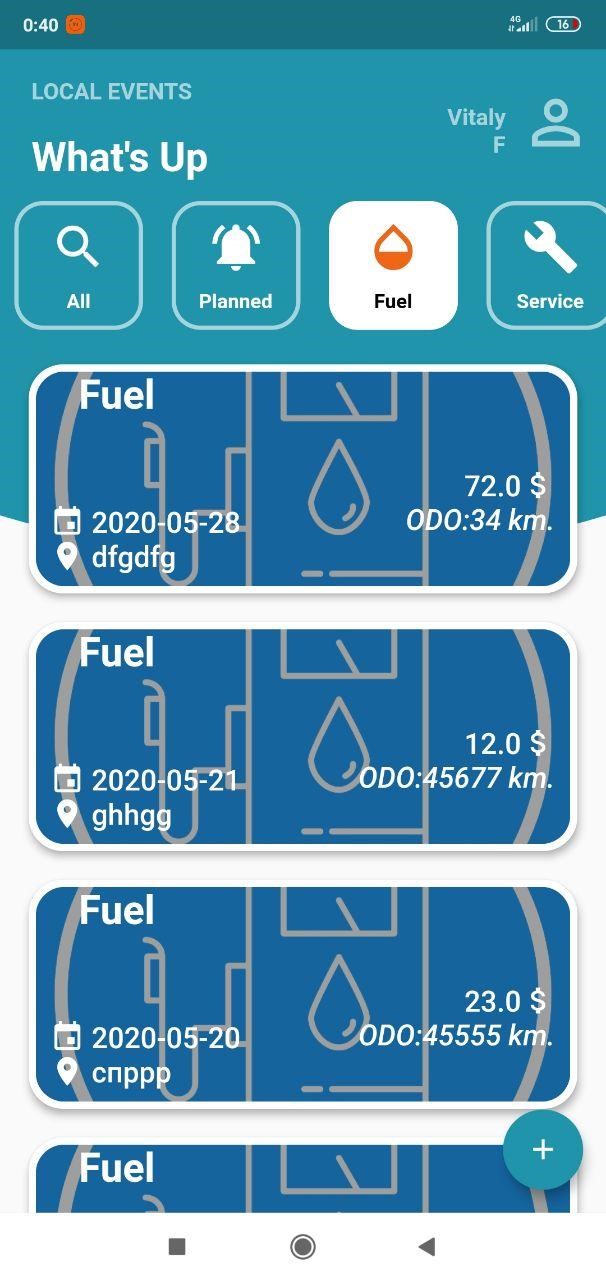 0:40
4G
16
LOCAL EVENTS
What's Up
Vitaly
F
All
Planned
Fuel
Service
Fuel
2020-05-28
dfgdfg
72.0 $
ODO:34 km.
Fuel
2020-05-21
ghhgg
12.0 $
ODO:45677 km.
Fuel
2020-05-20
спррр
23.0 $
ODO:45555 km.
Fuel
+